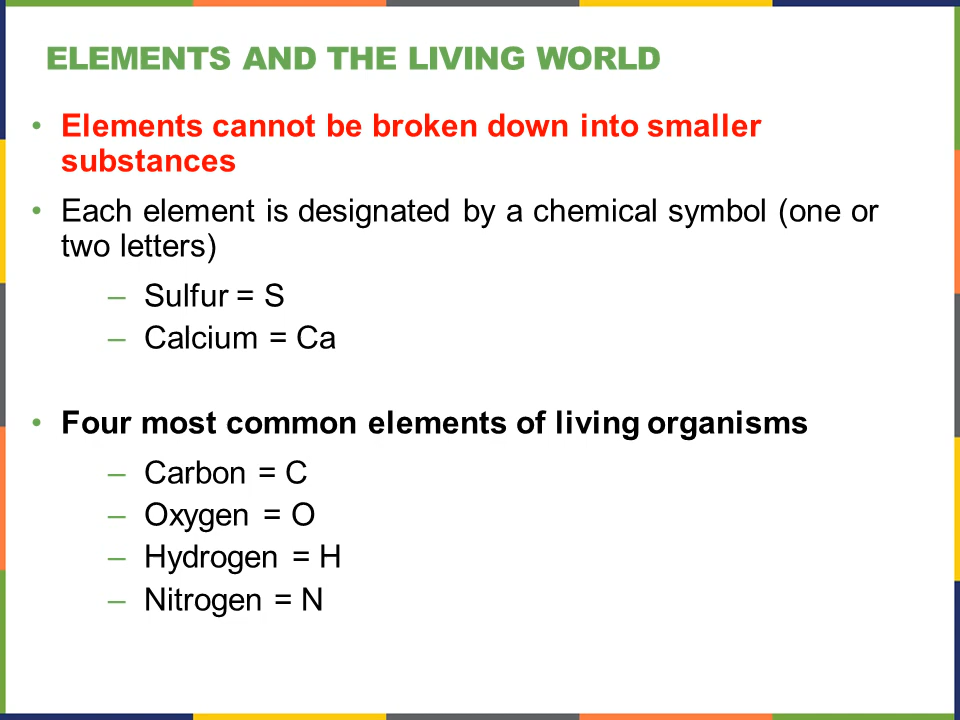 ELEMENTS AND THE LIVING WORLD
• Elements cannot be broken down into smaller
substances
• Each element is designated by a chemical symbol (one or
two letters)
– Sulfur = S
– Calcium = Ca
• Four most common elements of living organisms
– Carbon = C
– Oxygen = O
– Hydrogen = H
– Nitrogen = N